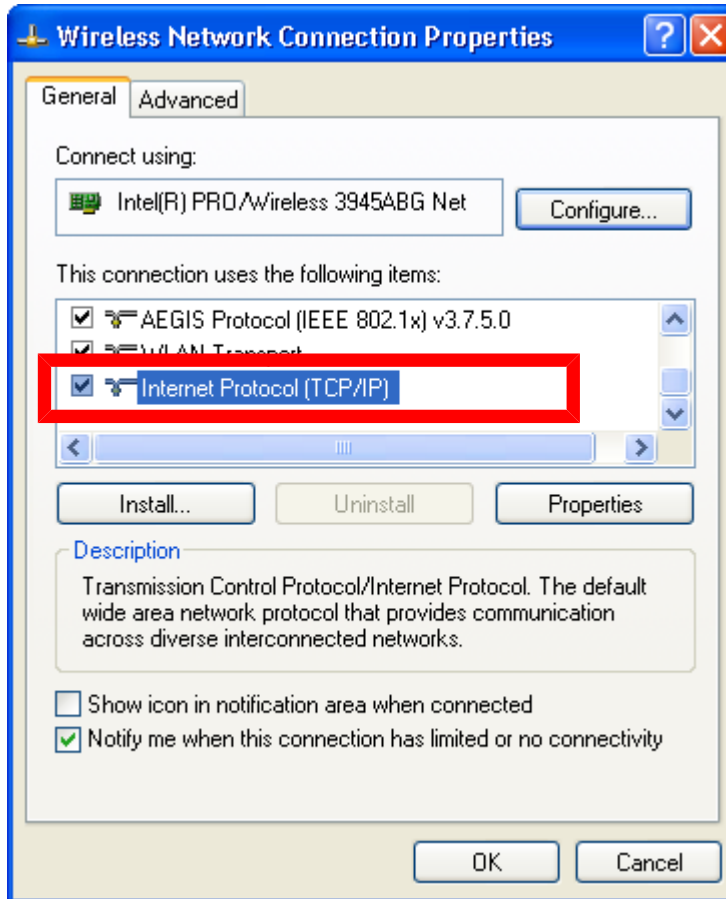 Wireless Network Connection Properties
General
Advanced
Connect using:
Intel(R) PRO/Wireless 3945ABG Net
Configure...
This connection uses the following items:
AEGIS Protocol (IEEE 802.1x) v3.7.5.0
WLAN Transport
Internet Protocol (TCP/IP)
Install...
Uninstall
Properties
Description
Transmission Control Protocol/Internet Protocol. The default
wide area network protocol that provides communication
across diverse interconnected networks.
Show icon in notification area when connected
Notify me when this connection has limited or no connectivity
OK
Cancel